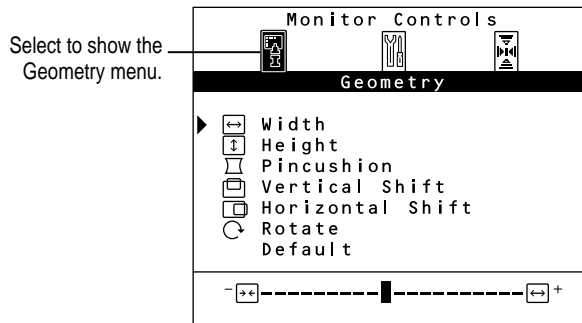 Monitor Controls
Select to show the
Geometry menu.
Geometry
Width
Height
Pincushion
Vertical Shift
Horizontal Shift
Rotate
Default
- +